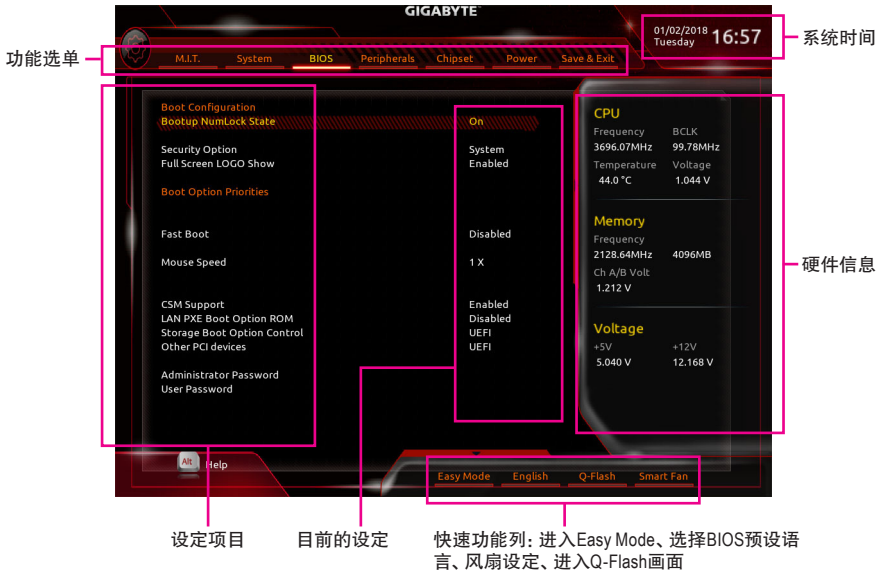 GIGABYTE™
01/02/2018
Tuesday
16:57
系统时间
功能选单
M.I.T. System BIOS Peripherals Chipset Power Save & Exit
Boot Configuration
Bootup NumLock State On
Security Option System
Full Screen LOGO Show Enabled
Boot Option Priorities
Fast Boot Disabled
Mouse Speed 1 X
CSM Support Enabled
LAN PXE Boot Option ROM Disabled
Storage Boot Option Control UEFI
Other PCI devices UEFI
Administrator Password
User Password
CPU
Frequency BCLK
3696.07MHz 99.78MHz
Temperature Voltage
44.0 °C 1.044 V
Memory
Frequency
2128.64MHz 4096MB
Ch A/B Volt
1.212 V
Voltage
+5V +12V
5.040 V 12.168 V
硬件信息
Alt Help
Easy Mode English Q-Flash Smart Fan
设定项目
目前的设定
快速功能列: 进入Easy Mode、选择BIOS预设语
言、风扇设定、进入Q-Flash画面